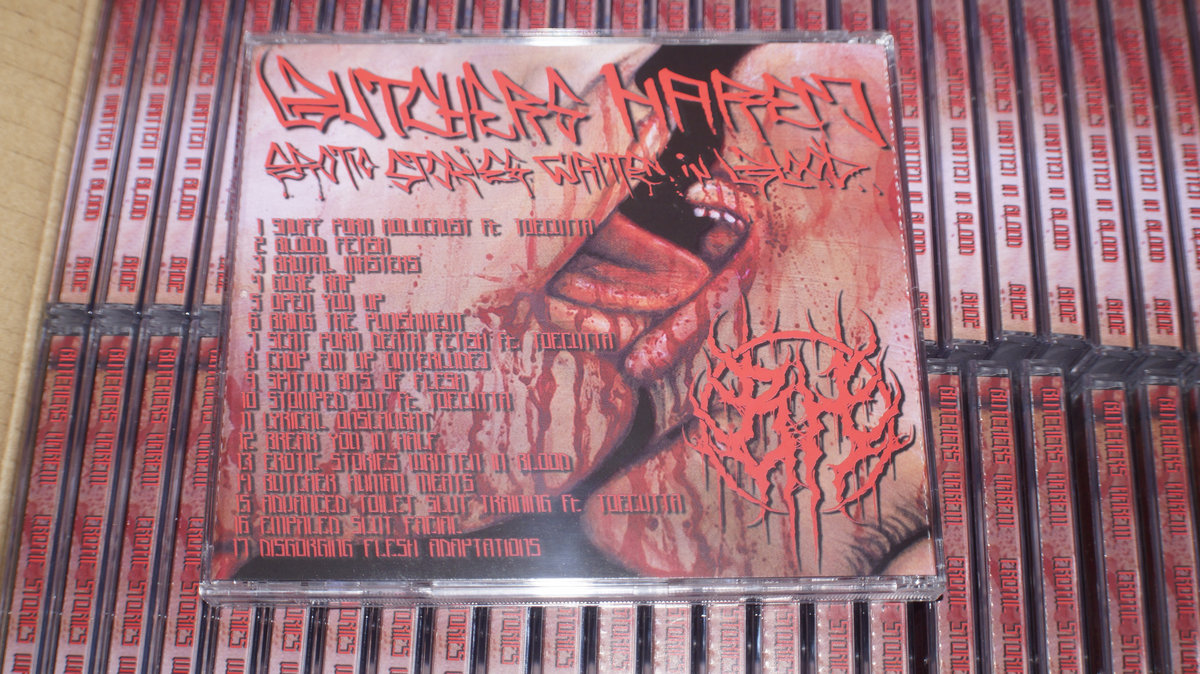 BUTCHERS HAREM
EROTIC STORIES WRITTEN IN BLOOD
1 SNUFF PORN HOLOCAUST ft TOECUTTA
2 BLOOD FETISH
3 BRUTAL MASTERS
4 GORE RAP
5 OPEN YOU UP
6 BRING THE PUNISHMENT
7 SCAT PORN DEATH FETISH ft. TOECUTTA
8 CHOP EM UP (INTERLUDE)
9 SPITTIN BITS OF FLESH
10 STOMPED OUT ft. TOECUTTA
11 LYRICAL ONSLAUGHT
12 BREAK YOU IN HALF
13 EROTIC STORIES WRITTEN IN BLOOD
14 BUTCHER HUMAN MEATS
15 ADVANCED TOILET SLUT TRAINING ft. TOECUTTA
16 EMPALED SLUT FACIAL
17 DISGORGING FLESH ADAPTATIONS